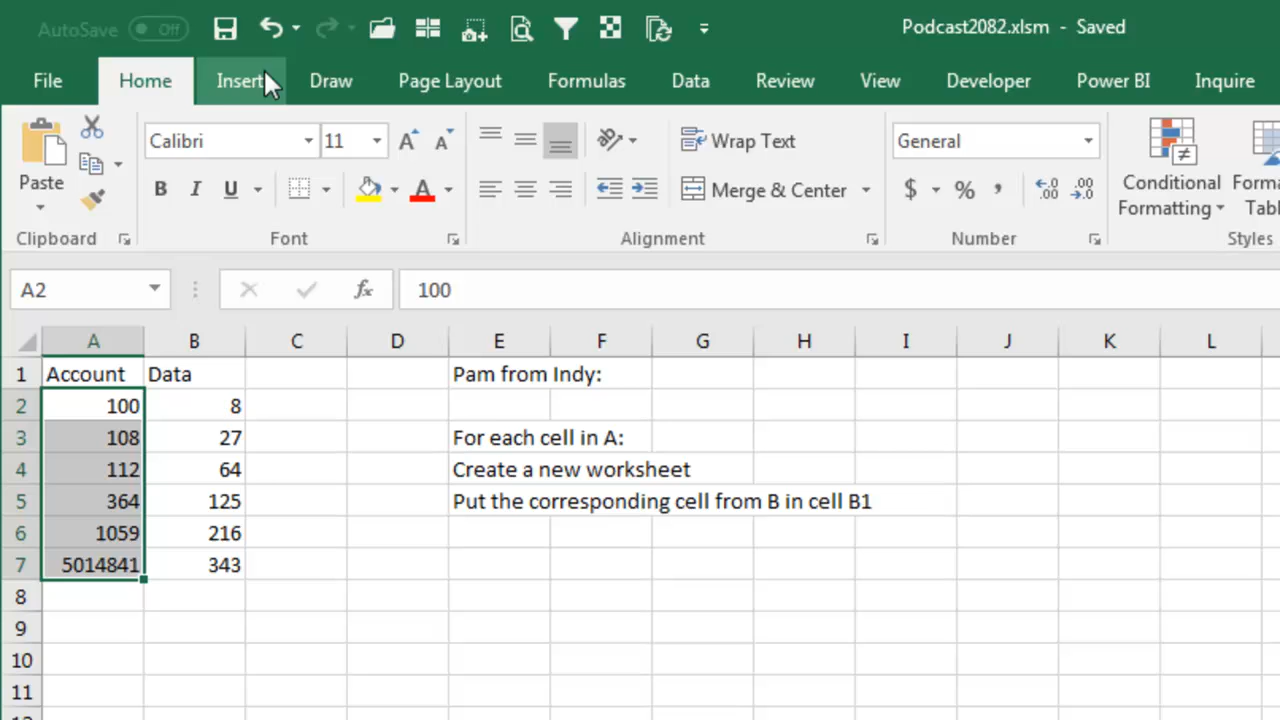 AutoSave Off
Podcast2082.xlsm - Saved
File Home Insert Draw Page Layout Formulas Data Review View Developer Power BI Inquire
Calibri 11 Wrap Text General
Paste B I U Merge & Center $ % , Conditional
Formatting
Clipboard Font Alignment Number Styles
A2 fx 100
A B C D E F G H I J K L
1 Account Data Pam from Indy:
2 100 8
3 108 27 For each cell in A:
4 112 64 Create a new worksheet
5 364 125 Put the corresponding cell from B in cell B1
6 1059 216
7 5014841 343
8
9
10
11